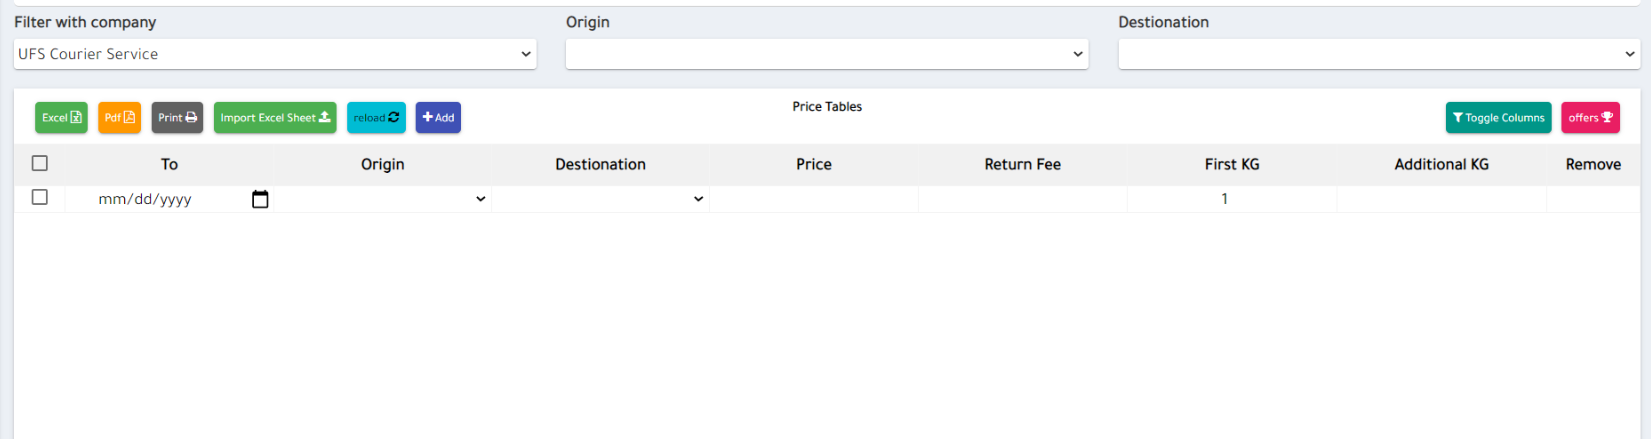 Filter with company Origin Destionation
UFS Courier Service
Excel Pdf Print Import Excel Sheet reload Add Price Tables Toggle Columns offers
To Origin Destionation Price Return Fee First KG Additional KG Remove
mm/dd/yyyy 1